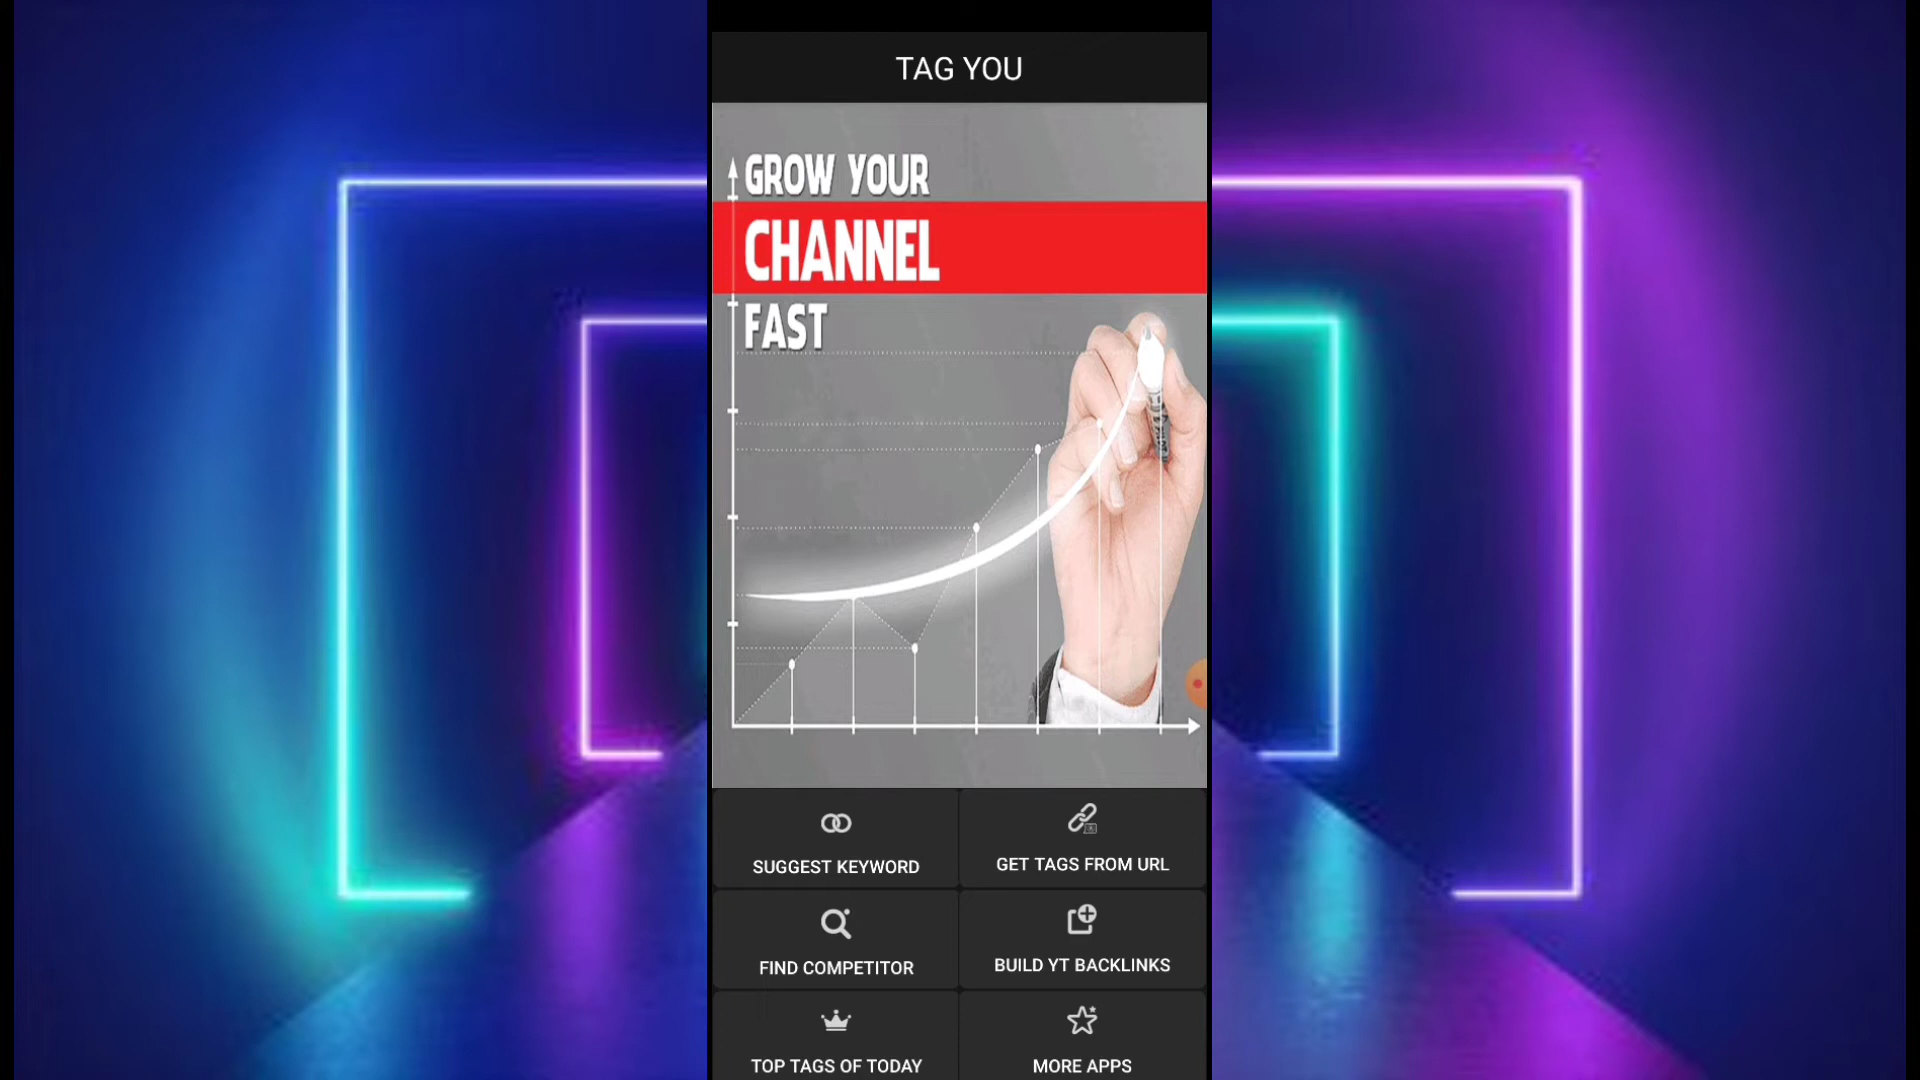 TAG YOU
GROW YOUR
CHANNEL
FAST
SUGGEST KEYWORD
GET TAGS FROM URL
FIND COMPETITOR
BUILD YT BACKLINKS
TOP TAGS OF TODAY
MORE APPS